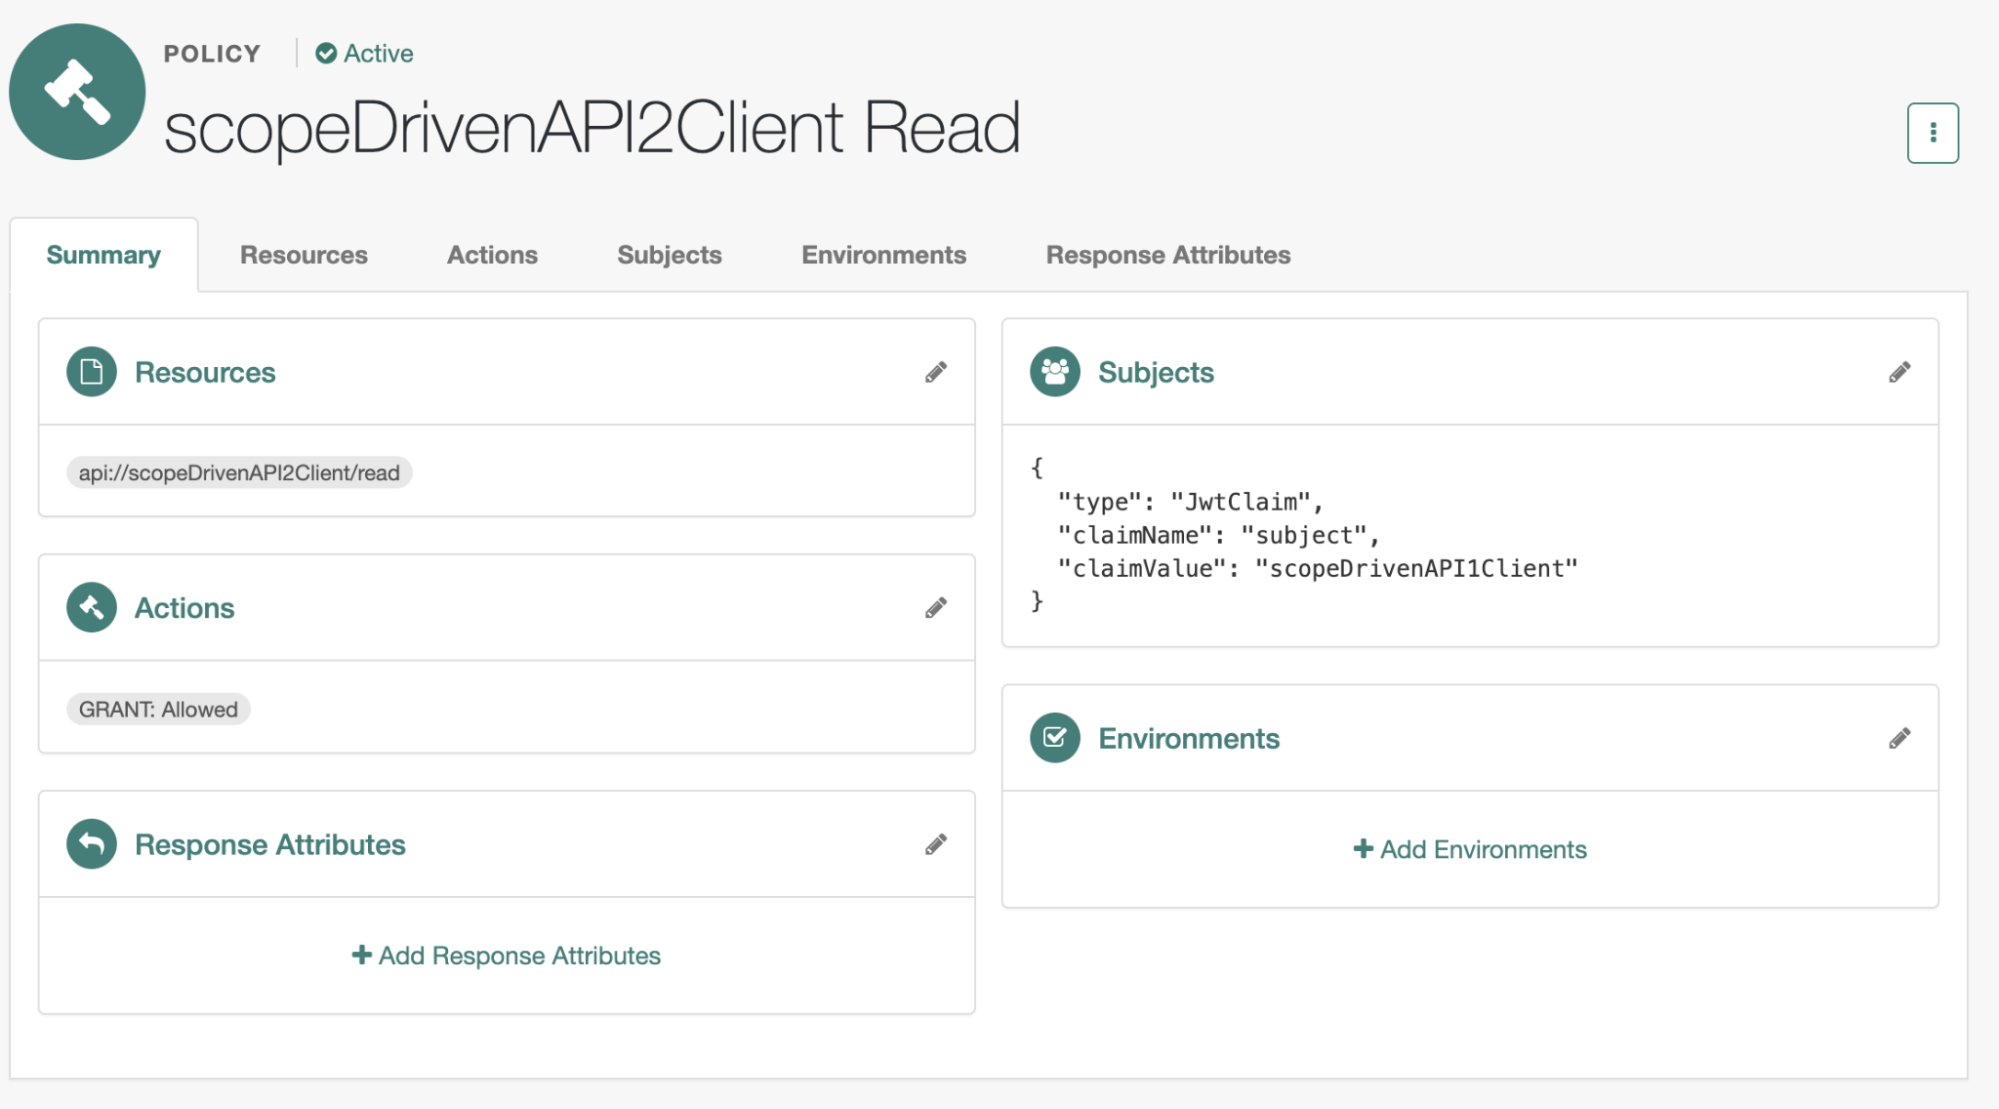 POLICY
Active
scopeDrivenAPI2Client Read
Summary
Resources
Actions
Subjects
Environments
Response Attributes
Resources
api://scopeDrivenAPI2Client/read
Actions
GRANT: Allowed
Response Attributes
Add Response Attributes
Subjects
{
"type": "JwtClaim",
"claimName": "subject",
"claimValue": "scopeDrivenAPI1Client"
}
Environments
Add Environments